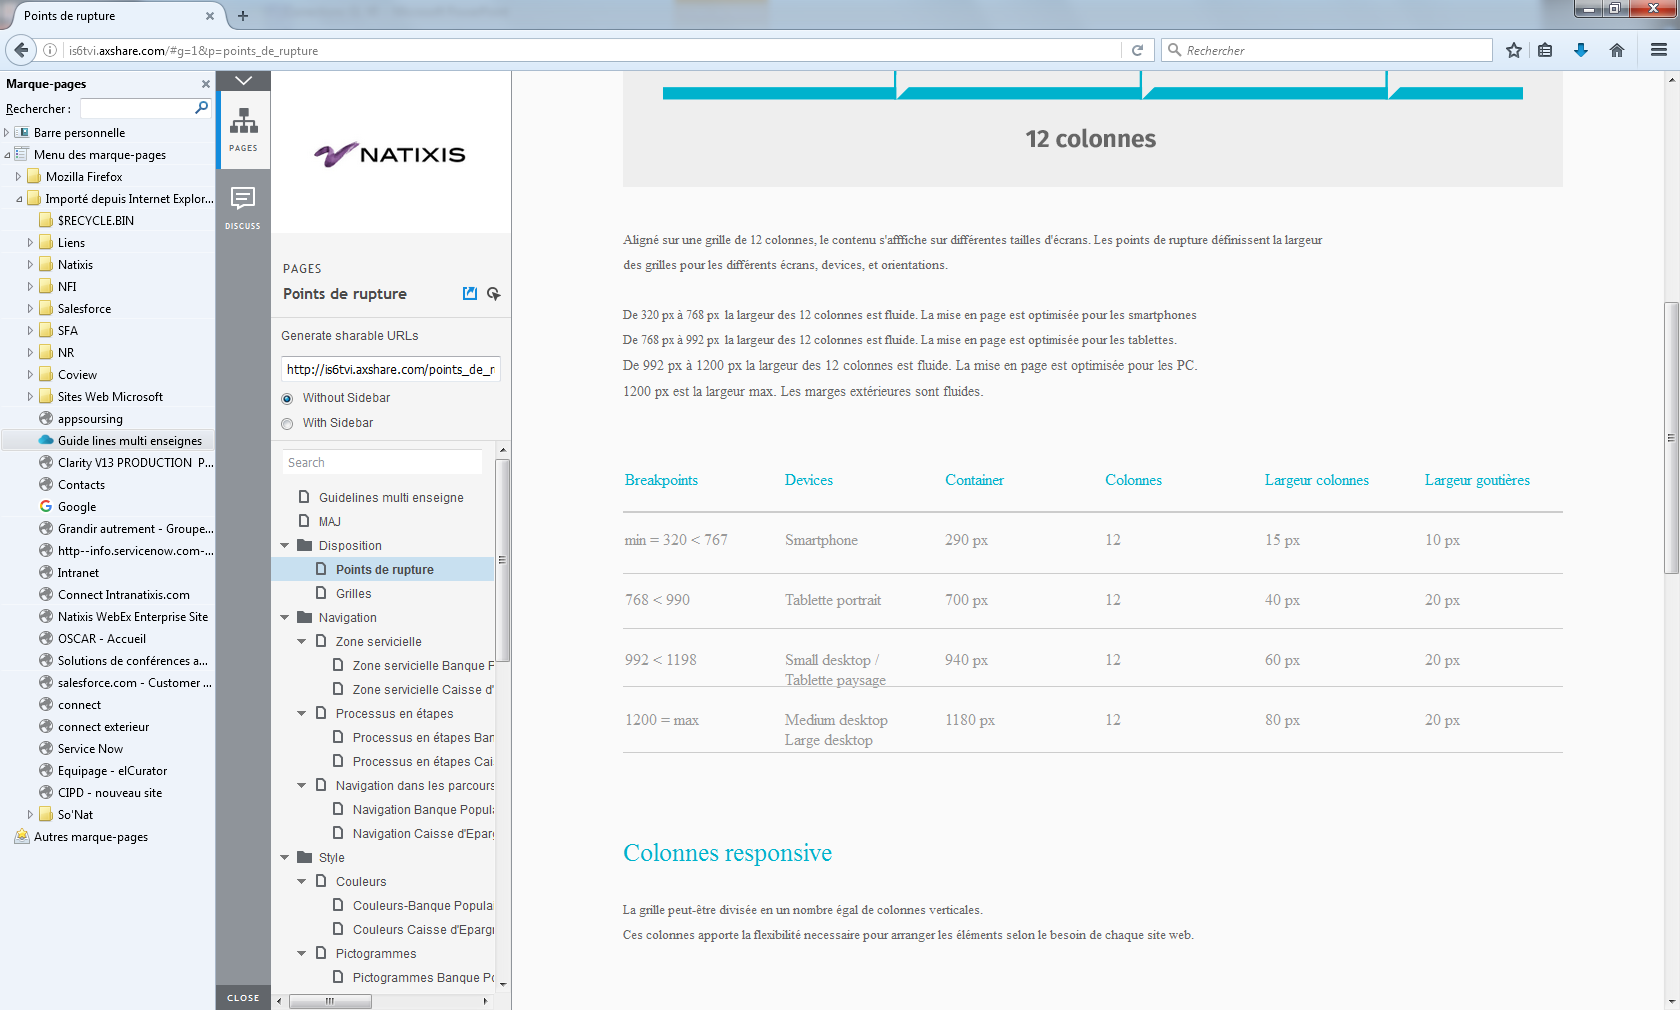 Points de rupture
is6tvi.axshare.com/#g=1&p=points_de_rupture
Rechercher
Marque-pages
Rechercher :
Barre personnelle
Menu des marque-pages
Mozilla Firefox
Importé depuis Internet Explor...
$RECYCLE.BIN
Liens
Natixis
NFI
Salesforce
SFA
NR
Coview
Sites Web Microsoft
appsoursing
Guide lines multi enseignes
Clarity V13 PRODUCTION P...
Contacts
Google
Grandir autrement - Groupe...
http--info.servicenow.com-...
Intranet
Connect Intranatixis.com
Natixis WebEx Enterprise Site
OSCAR - Accueil
Solutions de conférences a...
salesforce.com - Customer ...
connect
connect exterieur
Service Now
Equipage - elCurator
CIPD - nouveau site
So'Nat
Autres marque-pages
PAGES
DISCUSS
CLOSE
NATIXIS
PAGES
Points de rupture
Generate sharable URLs
http://is6tvi.axshare.com/points_de_r
Without Sidebar
With Sidebar
Search
Guidelines multi enseigne
MAJ
Disposition
Points de rupture
Grilles
Navigation
Zone servicielle
Zone servicielle Banque P
Zone servicielle Caisse d'
Processus en étapes
Processus en étapes Ban
Processus en étapes Cai
Navigation dans les parcours
Navigation Banque Popul
Navigation Caisse d'Epar
Style
Couleurs
Couleurs-Banque Popula
Couleurs Caisse d'Epargn
Pictogrammes
Pictogrammes Banque Po
12 colonnes
Aligné sur une grille de 12 colonnes, le contenu s'afffiche sur différentes tailles d'écrans. Les points de rupture définissent la largeur
des grilles pour les différents écrans, devices, et orientations.
De 320 px à 768 px la largeur des 12 colonnes est fluide. La mise en page est optimisée pour les smartphones
De 768 px à 992 px la largeur des 12 colonnes est fluide. La mise en page est optimisée pour les tablettes.
De 992 px à 1200 px la largeur des 12 colonnes est fluide. La mise en page est optimisée pour les PC.
1200 px est la largeur max. Les marges extérieures sont fluides.
Breakpoints Devices Container Colonnes Largeur colonnes Largeur goutières
min = 320 < 767 Smartphone 290 px 12 15 px 10 px
768 < 990 Tablette portrait 700 px 12 40 px 20 px
992 < 1198 Small desktop / 940 px 12 60 px 20 px
Tablette paysage
1200 = max Medium desktop 1180 px 12 80 px 20 px
Large desktop
Colonnes responsive
La grille peut-être divisée en un nombre égal de colonnes verticales.
Ces colonnes apporte la flexibilité necessaire pour arranger les éléments selon le besoin de chaque site web.